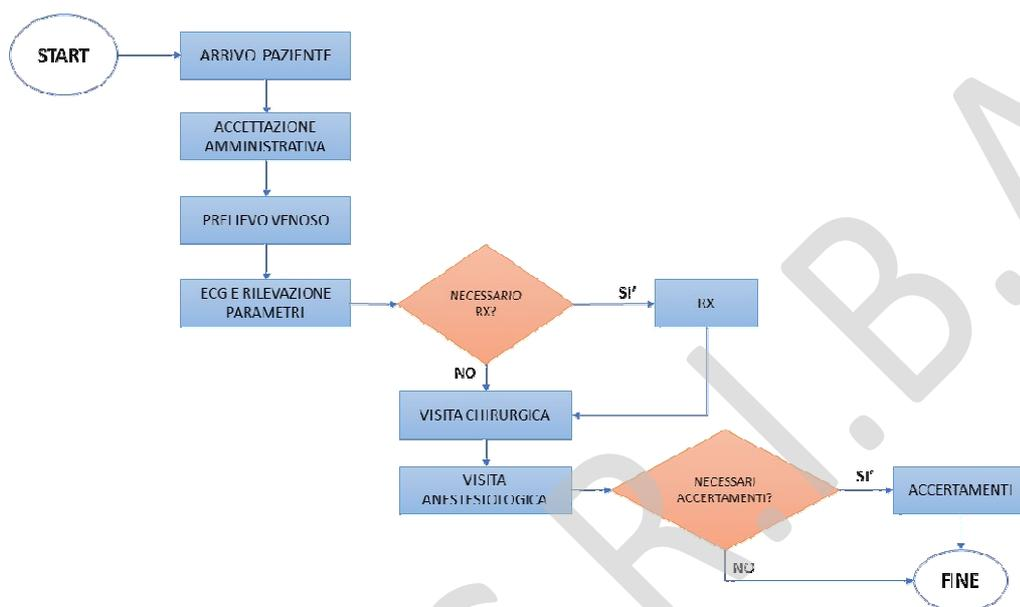 START
ARRIVO PAZIENTE
ACCETTAZIONE
AMMINISTRATIVA
PRELIEVO VENOSO
ECG E RILEVAZIONE
PARAMETRI
NECESSARIO
RX?
SI'
RX
NO
VISITA CHIRURGICA
VISITA
ANESTESIOLOGICA
NECESSARI
ACCERTAMENTI?
SI'
ACCERTAMENTI
NO
FINE
R.I.B.A